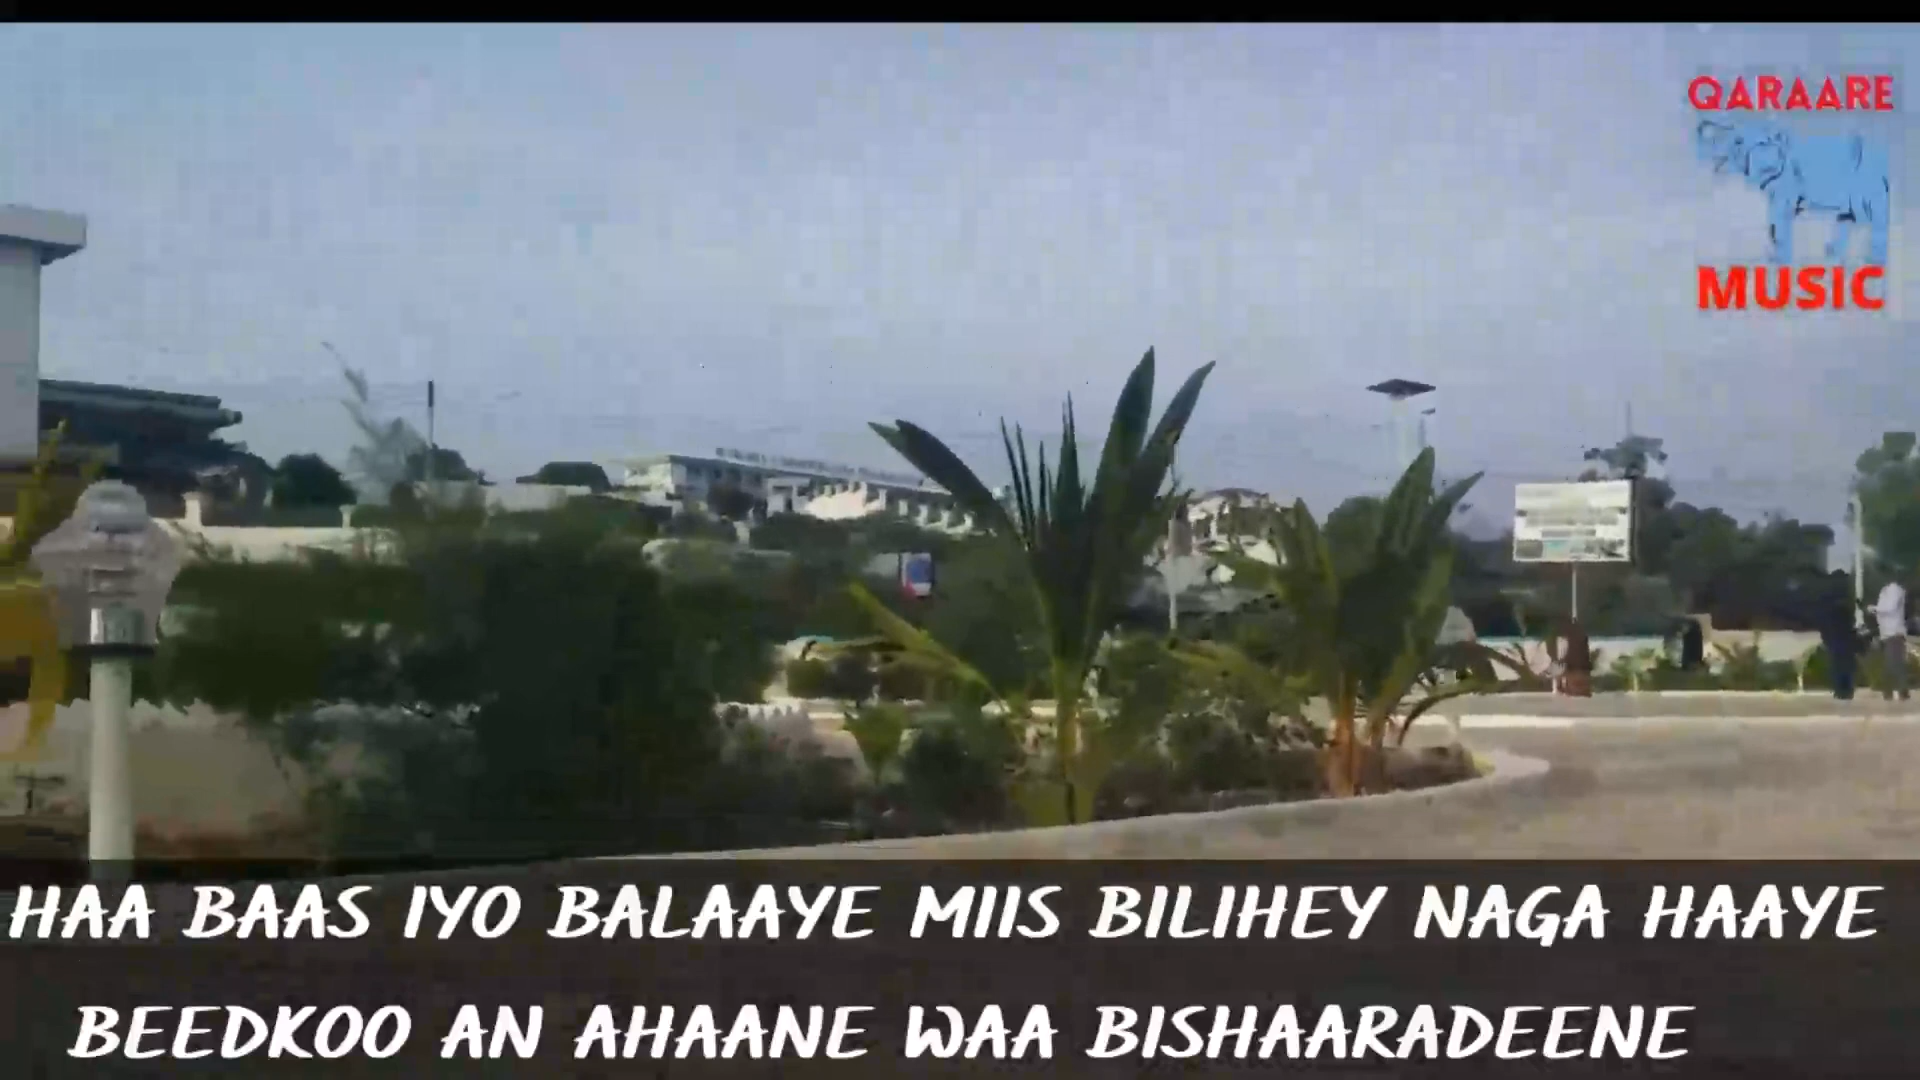 QARAARE
MUSIC
HAA BAAS IYO BALAAYE MIIS BILIHEY NAGA HAAYE
BEEDKOO AN AHAANE WAA BISHAARADEENE